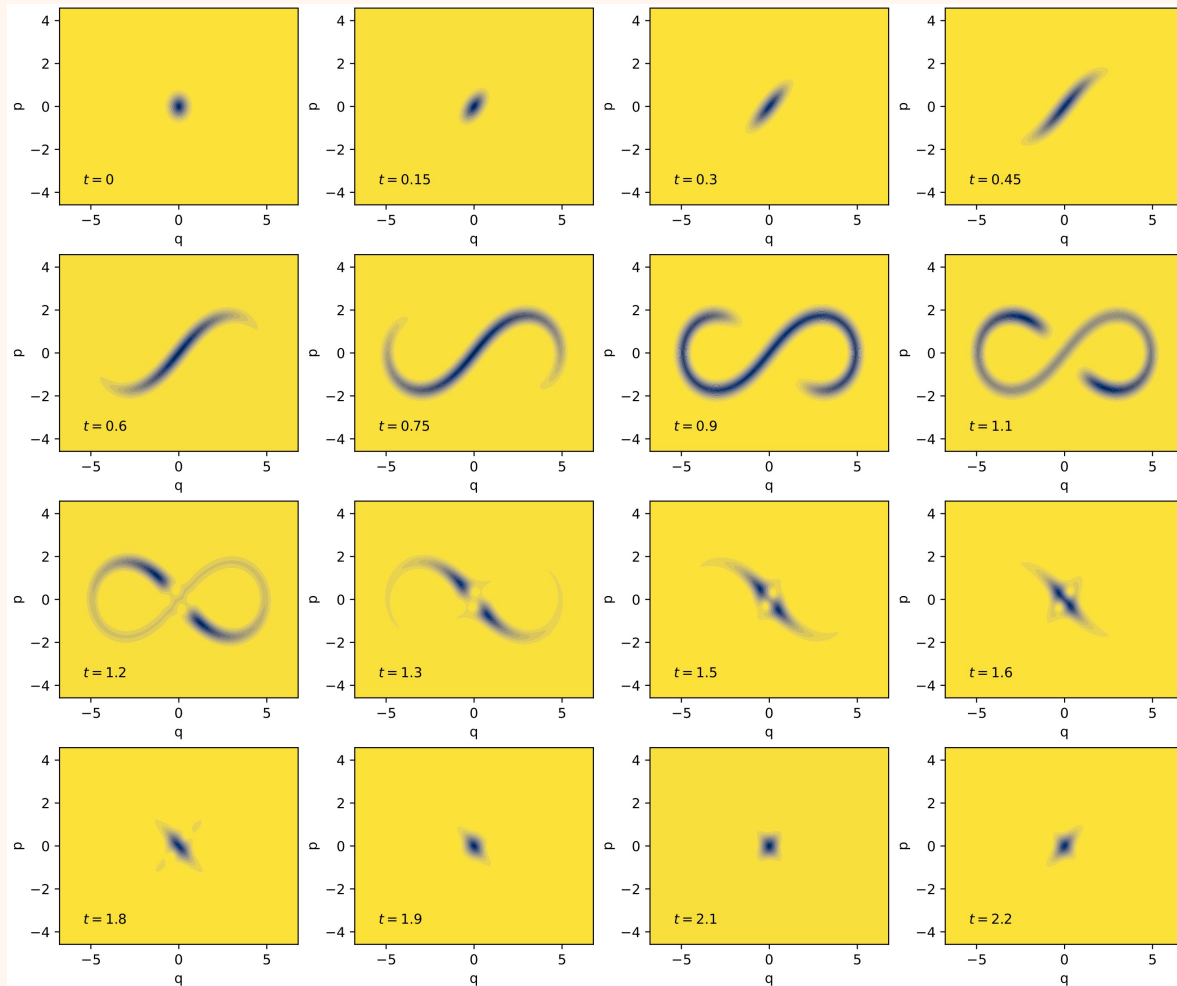 4
2
0
−2
−4
p
t = 0
−5 0 5
q
4
2
0
−2
−4
p
t = 0.15
−5 0 5
q
4
2
0
−2
−4
p
t = 0.3
−5 0 5
q
4
2
0
−2
−4
p
t = 0.45
−5 0 5
q
4
2
0
−2
−4
p
t = 0.6
−5 0 5
q
4
2
0
−2
−4
p
t = 0.75
−5 0 5
q
4
2
0
−2
−4
p
t = 0.9
−5 0 5
q
4
2
0
−2
−4
p
t = 1.1
−5 0 5
q
4
2
0
−2
−4
p
t = 1.2
−5 0 5
q
4
2
0
−2
−4
p
t = 1.3
−5 0 5
q
4
2
0
−2
−4
p
t = 1.5
−5 0 5
q
4
2
0
−2
−4
p
t = 1.6
−5 0 5
q
4
2
0
−2
−4
p
t = 1.8
−5 0 5
q
4
2
0
−2
−4
p
t = 1.9
−5 0 5
q
4
2
0
−2
−4
p
t = 2.1
−5 0 5
q
4
2
0
−2
−4
p
t = 2.2
−5 0 5
q